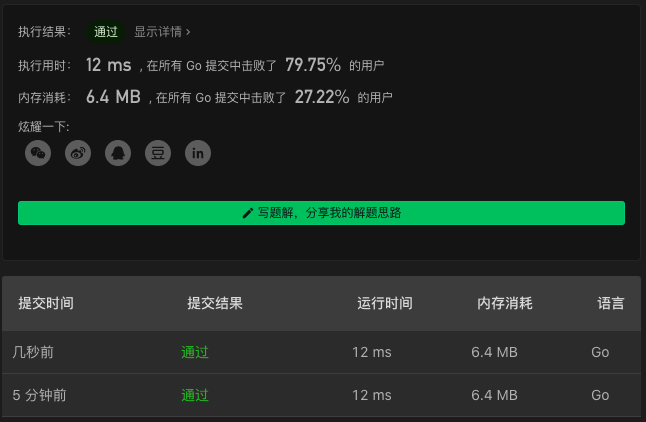 执行结果： 通过 显示详情 ›
执行用时： 12 ms , 在所有 Go 提交中击败了 79.75% 的用户
内存消耗： 6.4 MB , 在所有 Go 提交中击败了 27.22% 的用户
炫耀一下:
豆 in
写题解，分享我的解题思路
提交时间 提交结果 运行时间 内存消耗 语言
几秒前 通过 12 ms 6.4 MB Go
5 分钟前 通过 12 ms 6.4 MB Go